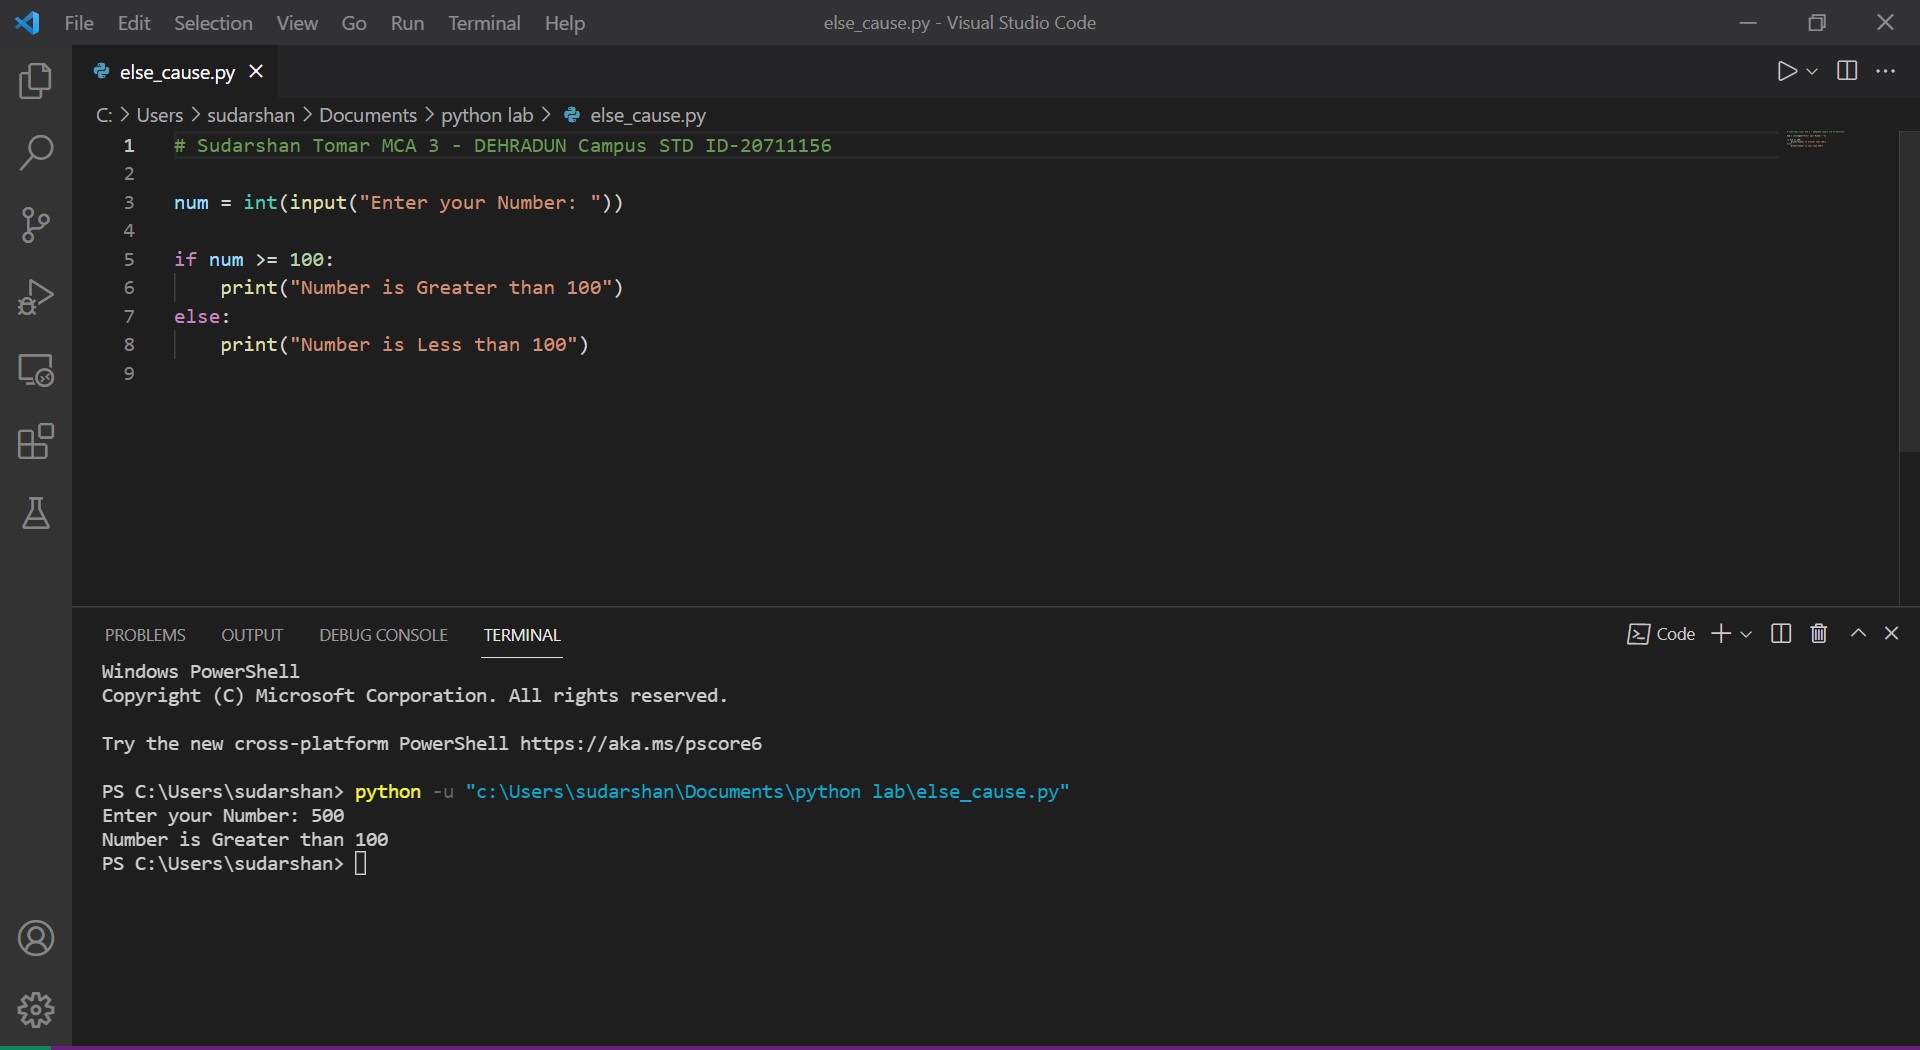 File Edit Selection View Go Run Terminal Help else_cause.py - Visual Studio Code
else_cause.py
C: > Users > sudarshan > Documents > python lab > else_cause.py
1 # Sudarshan Tomar MCA 3 - DEHRADUN Campus STD ID-20711156
2
3 num = int(input("Enter your Number: "))
4
5 if num >= 100:
6     print("Number is Greater than 100")
7 else:
8     print("Number is Less than 100")
9
PROBLEMS OUTPUT DEBUG CONSOLE TERMINAL Code
Windows PowerShell
Copyright (C) Microsoft Corporation. All rights reserved.
Try the new cross-platform PowerShell https://aka.ms/pscore6
PS C:\Users\sudarshan> python -u "c:\Users\sudarshan\Documents\python lab\else_cause.py"
Enter your Number: 500
Number is Greater than 100
PS C:\Users\sudarshan>